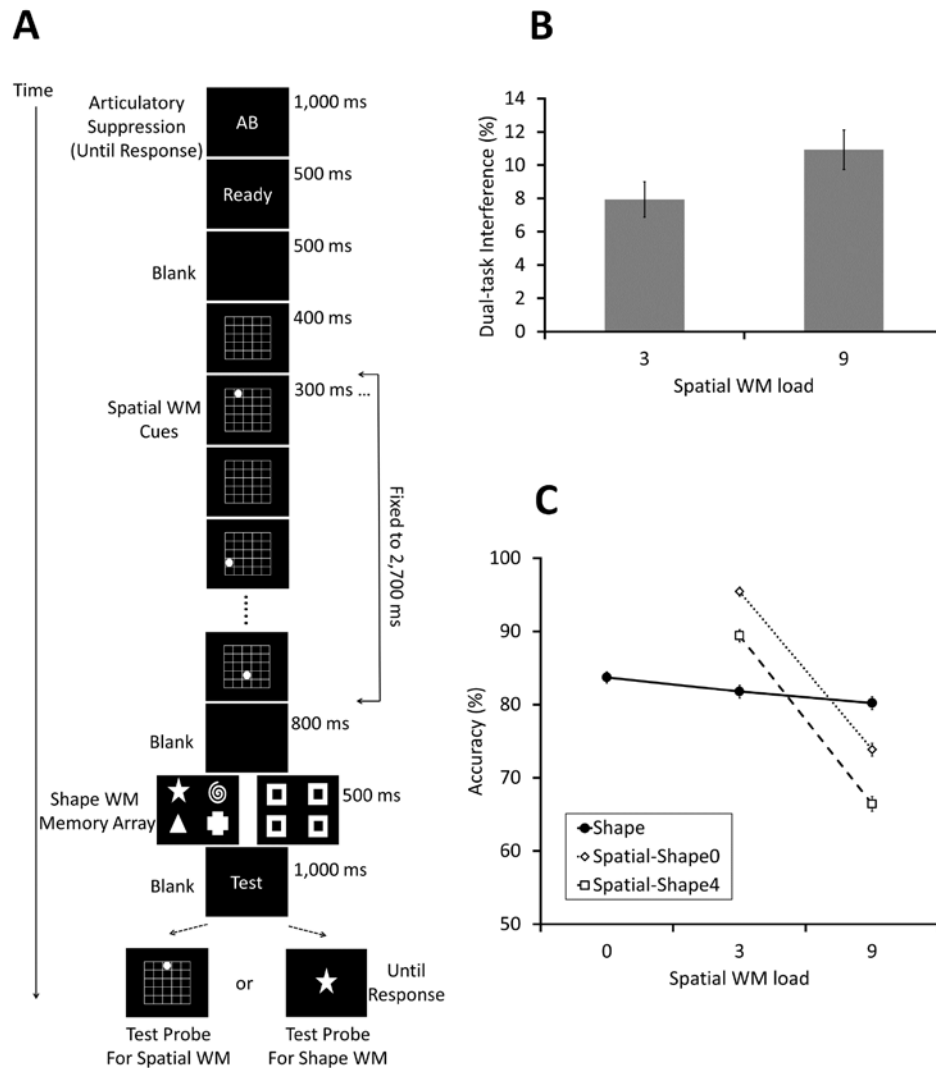 A
Time
Articulatory
Suppression
(Until Response)
AB
1,000 ms
Ready
500 ms
Blank
500 ms
400 ms
Spatial WM
Cues
300 ms ...
Fixed to 2,700 ms
Blank
800 ms
Shape WM
Memory Array
500 ms
Blank
Test
1,000 ms
or
Until
Response
Test Probe
For Spatial WM
Test Probe
For Shape WM
B
Dual-task Interference (%)
14
12
10
8
6
4
2
0
3 9
Spatial WM load
C
Accuracy (%)
100
90
80
70
60
50
Shape
Spatial-Shape0
Spatial-Shape4
0 3 9
Spatial WM load